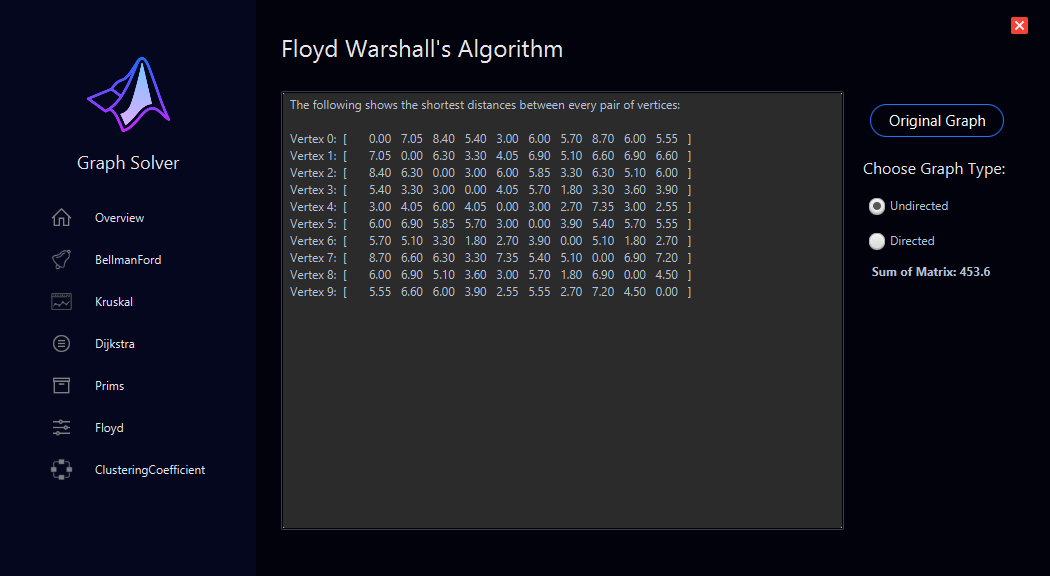 Floyd Warshall's Algorithm
Graph Solver
Overview
BellmanFord
Kruskal
Dijkstra
Prims
Floyd
ClusteringCoefficient
The following shows the shortest distances between every pair of vertices:
Vertex 0: [ 0.00 7.05 8.40 5.40 3.00 6.00 5.70 8.70 6.00 5.55 ]
Vertex 1: [ 7.05 0.00 6.30 3.30 4.05 6.90 5.10 6.60 6.90 6.60 ]
Vertex 2: [ 8.40 6.30 0.00 3.00 6.00 5.85 3.30 6.30 5.10 6.00 ]
Vertex 3: [ 5.40 3.30 3.00 0.00 4.05 5.70 1.80 3.30 3.60 3.90 ]
Vertex 4: [ 3.00 4.05 6.00 4.05 0.00 3.00 2.70 7.35 3.00 2.55 ]
Vertex 5: [ 6.00 6.90 5.85 5.70 3.00 0.00 3.90 5.40 5.70 5.55 ]
Vertex 6: [ 5.70 5.10 3.30 1.80 2.70 3.90 0.00 5.10 1.80 2.70 ]
Vertex 7: [ 8.70 6.60 6.30 3.30 7.35 5.40 5.10 0.00 6.90 7.20 ]
Vertex 8: [ 6.00 6.90 5.10 3.60 3.00 5.70 1.80 6.90 0.00 4.50 ]
Vertex 9: [ 5.55 6.60 6.00 3.90 2.55 5.55 2.70 7.20 4.50 0.00 ]
Original Graph
Choose Graph Type:
Undirected
Directed
Sum of Matrix: 453.6